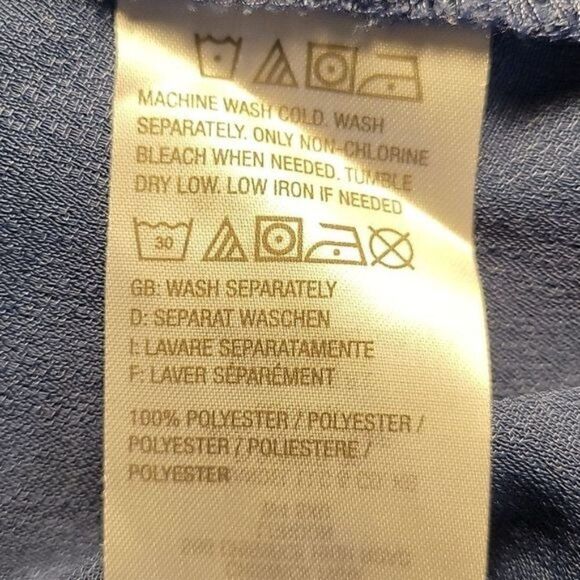 MACHINE WASH COLD. WASH
SEPARATELY. ONLY NON-CHLORINE
BLEACH WHEN NEEDED. TUMBLE
DRY LOW. LOW IRON IF NEEDED
30
GB: WASH SEPARATELY
D: SEPARAT WASCHEN
I: LAVARE SEPARATAMENTE
F: LAVER SÉPARÉMENT
100% POLYESTER / POLYESTER /
POLYESTER / POLIESTERE /
POLYESTER